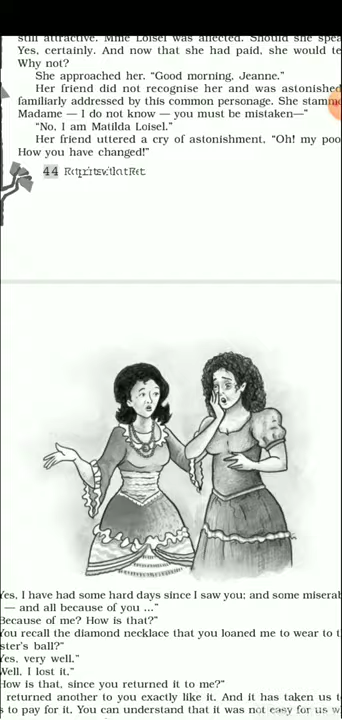 still attractive. Mme Loisel was affected. Should she spe
Yes, certainly. And now that she had paid, she would te
Why not?
She approached her. “Good morning, Jeanne.”
Her friend did not recognise her and was astonished
familiarly addressed by this common personage. She stamm
Madame — I do not know — you must be mistaken—”
“No, I am Matilda Loisel.”
Her friend uttered a cry of astonishment, “Oh! my poo
How you have changed!”
44
Yes, I have had some hard days since I saw you; and some miserab
— and all because of you ...”
Because of me? How is that?”
You recall the diamond necklace that you loaned me to wear to t
ster's ball?”
Yes, very well.”
Well, I lost it.”
How is that, since you returned it to me?”
returned another to you exactly like it. And it has taken us t
s to pay for it. You can understand that it was not easy for us w